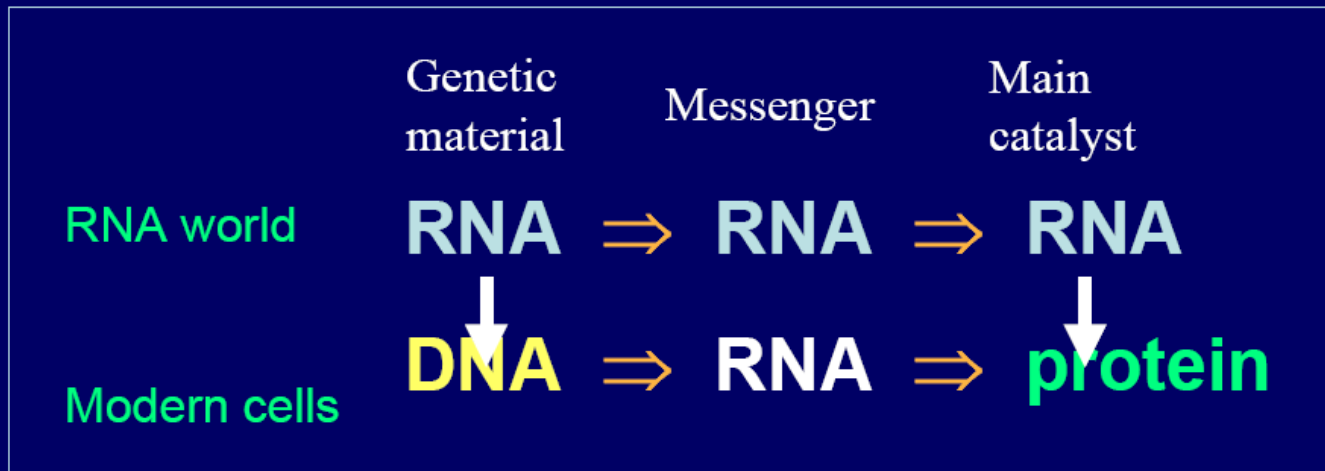 Genetic
material
Messenger
Main
catalyst
RNA world
RNA ⇒ RNA ⇒ RNA
DNA ⇒ RNA ⇒ protein
Modern cells